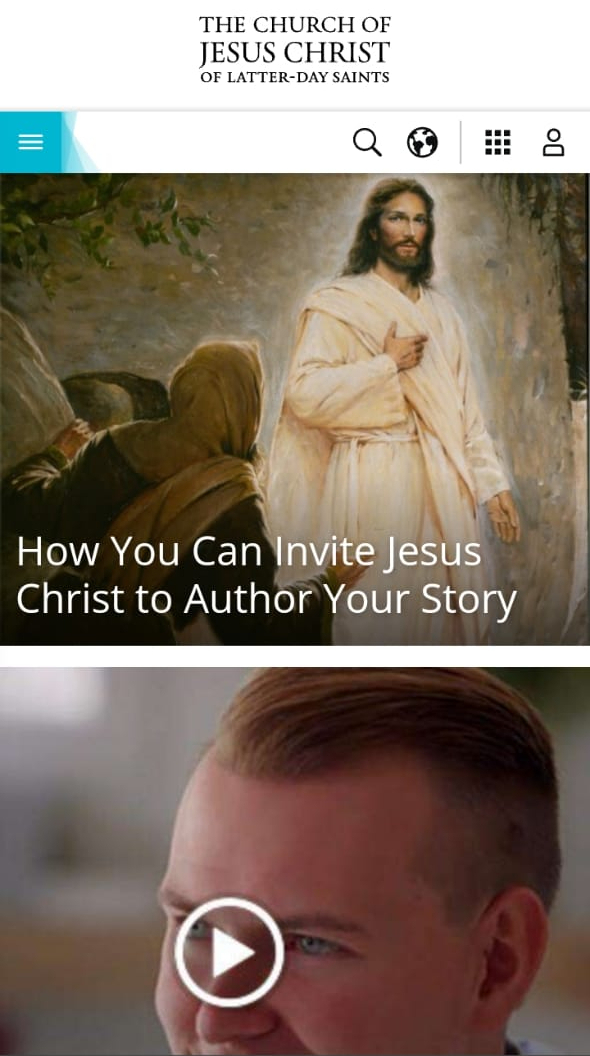 THE CHURCH OF
JESUS CHRIST
OF LATTER-DAY SAINTS
How You Can Invite Jesus
Christ to Author Your Story